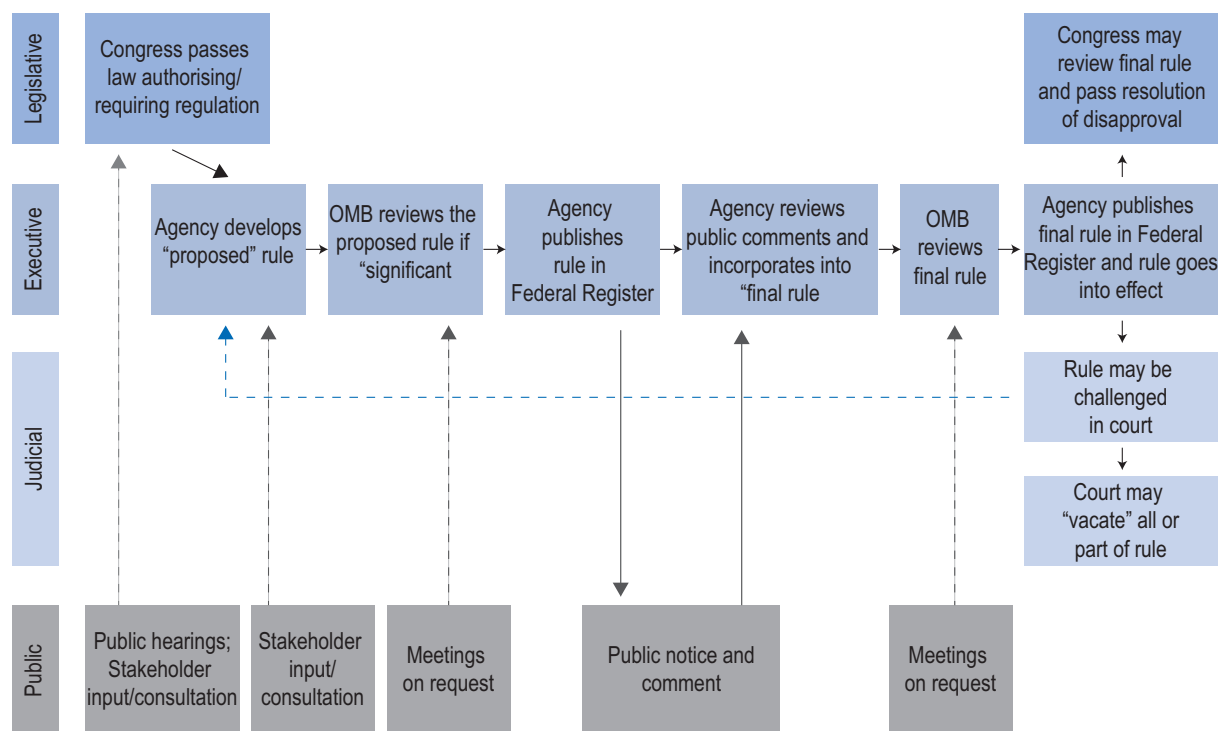 Legislative
Congress passes
law authorising/
requiring regulation
Congress may
review final rule
and pass resolution
of disapproval
Executive
Agency develops
“proposed” rule
OMB reviews the
proposed rule if
“significant
Agency
publishes
rule in
Federal Register
Agency reviews
public comments and
incorporates into
“final rule
OMB
reviews
final rule
Agency publishes
final rule in Federal
Register and rule goes
into effect
Judicial
Rule may be
challenged
in court
Court may
“vacate” all or
part of rule
Public
Public hearings;
Stakeholder
input/consultation
Stakeholder
input/
consultation
Meetings
on request
Public notice and
comment
Meetings
on request